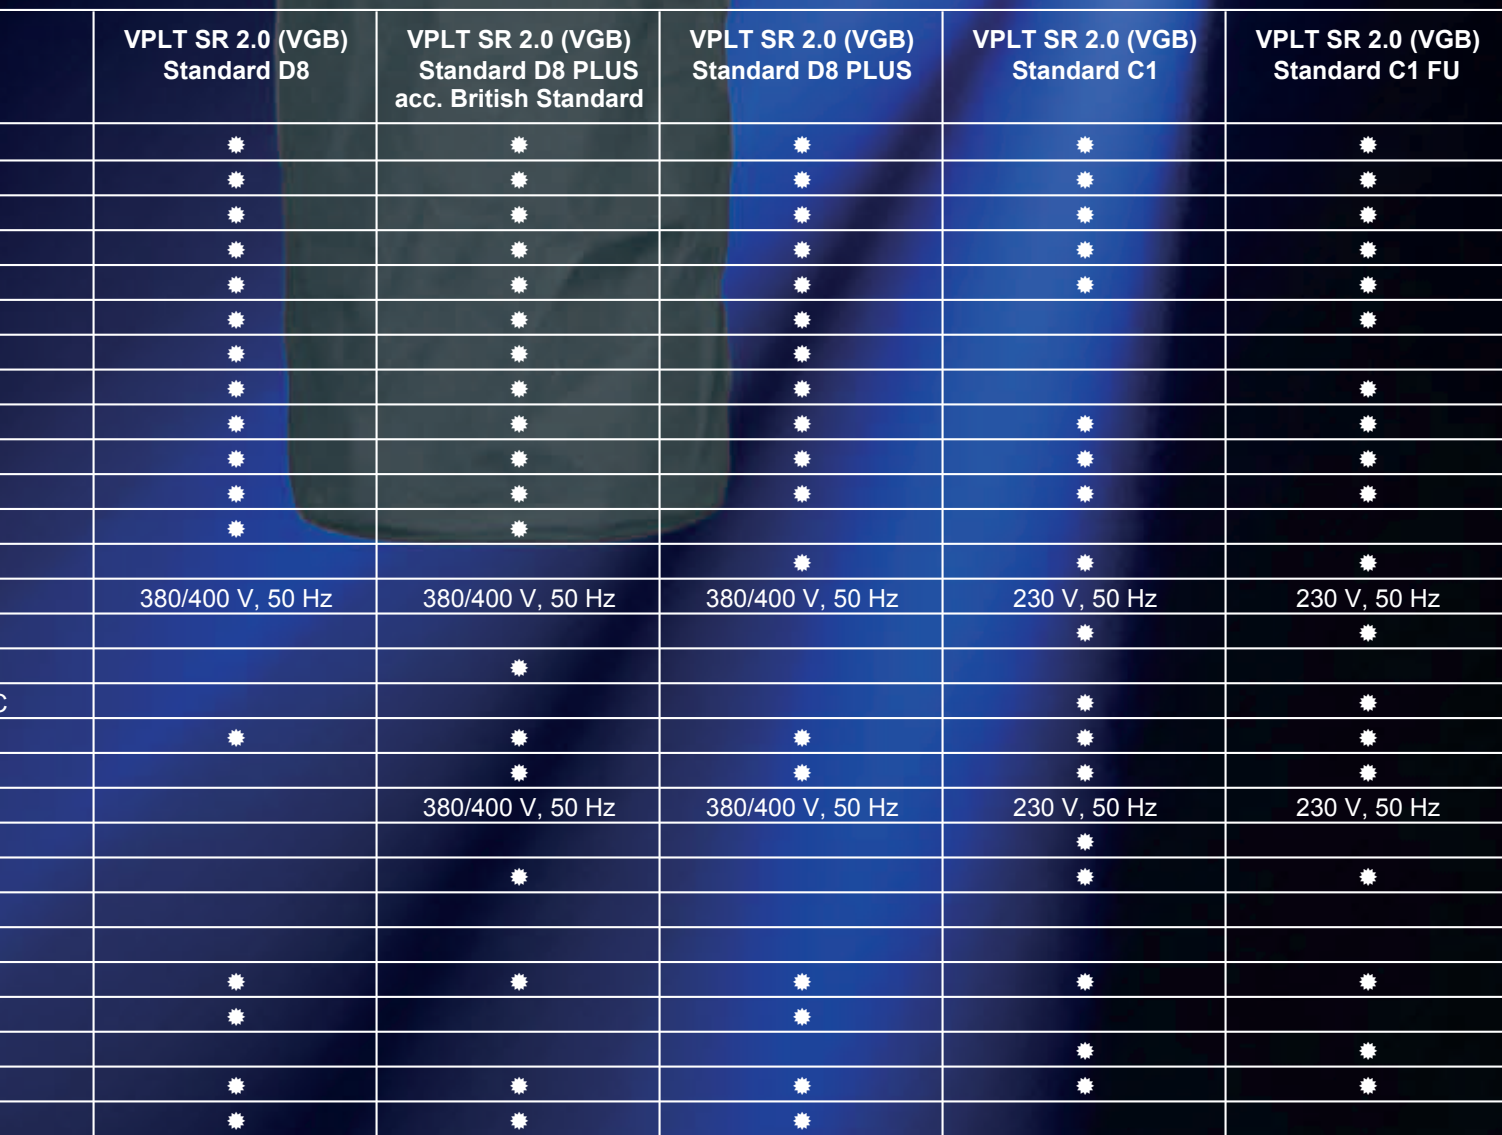 VPLT SR 2.0 (VGB) VPLT SR 2.0 (VGB) VPLT SR 2.0 (VGB) VPLT SR 2.0 (VGB) VPLT SR 2.0 (VGB)
Standard D8 Standard D8 PLUS Standard D8 PLUS Standard C1 Standard C1 FU
acc. British Standard
380/400 V, 50 Hz 380/400 V, 50 Hz 380/400 V, 50 Hz 230 V, 50 Hz 230 V, 50 Hz
C
380/400 V, 50 Hz 380/400 V, 50 Hz 230 V, 50 Hz 230 V, 50 Hz